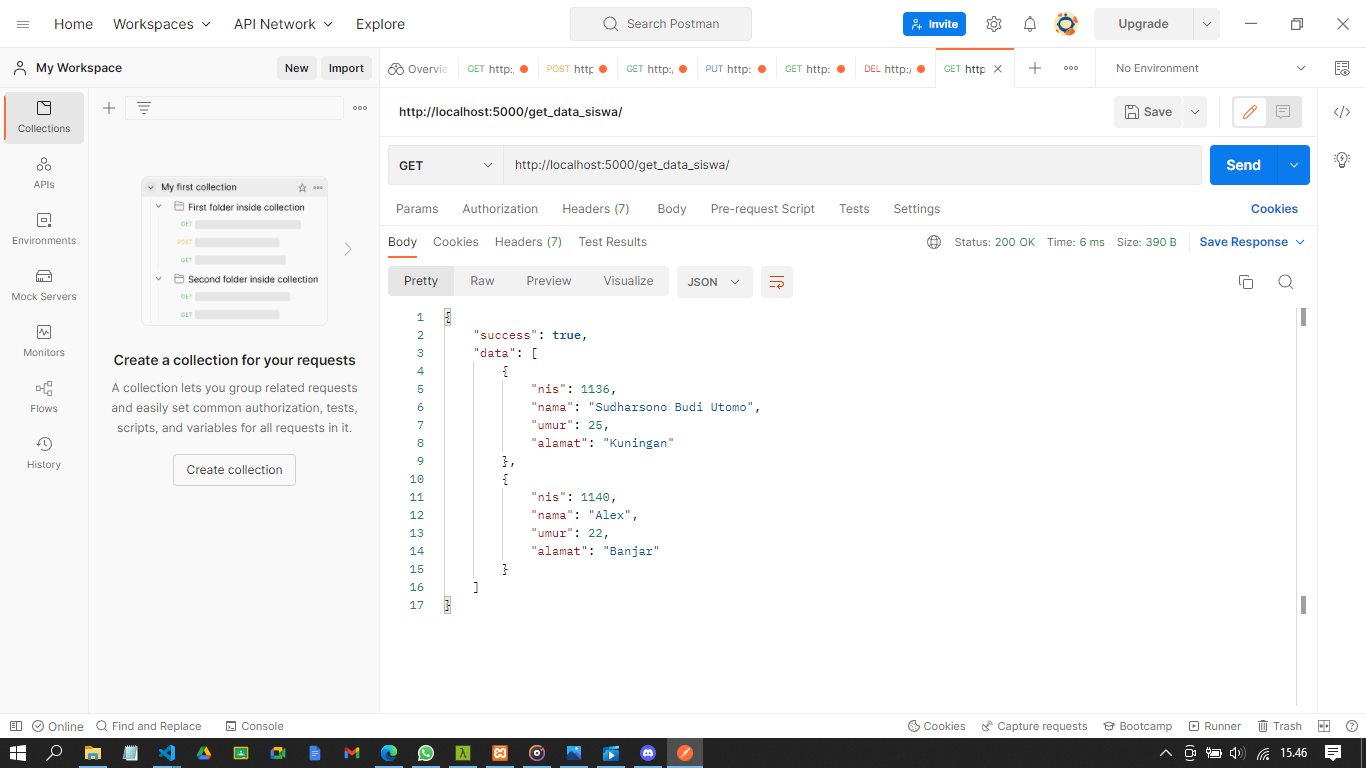 Home Workspaces API Network Explore Search Postman Invite Upgrade
My Workspace New Import Overvie GET http:/ POST http GET http:/ PUT http: GET http: DEL http:/ GET http No Environment
http://localhost:5000/get_data_siswa/ Save
GET http://localhost:5000/get_data_siswa/ Send
Params Authorization Headers (7) Body Pre-request Script Tests Settings Cookies
Body Cookies Headers (7) Test Results Status: 200 OK Time: 6 ms Size: 390 B Save Response
Pretty Raw Preview Visualize JSON
Collections
APIs
Environments
Mock Servers
Monitors
Flows
History
My first collection
First folder inside collection
GET
POST
GET
Second folder inside collection
GET
GET
Create a collection for your requests
A collection lets you group related requests
and easily set common authorization, tests,
scripts, and variables for all requests in it.
Create collection
1 {
2 "success": true,
3 "data": [
4 {
5 "nis": 1136,
6 "nama": "Sudharsono Budi Utomo",
7 "umur": 25,
8 "alamat": "Kuningan"
9 },
10 {
11 "nis": 1140,
12 "nama": "Alex",
13 "umur": 22,
14 "alamat": "Banjar"
15 }
16 ]
17 }
Online Find and Replace Console Cookies Capture requests Bootcamp Runner Trash
15.46